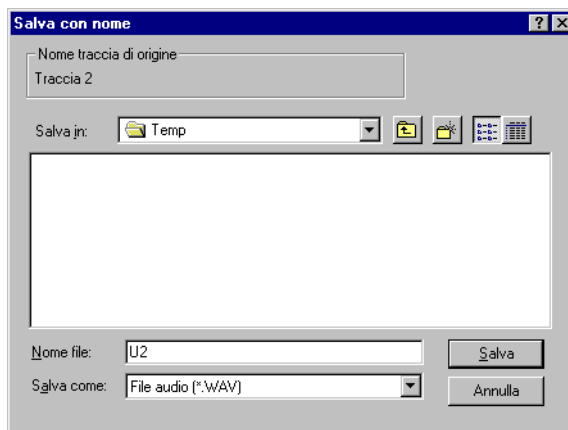 Salva con nome
Nome traccia di origine
Traccia 2
Salva in: Temp
Nome file: U2
Salva
Salva come: File audio (*.WAV)
Annulla